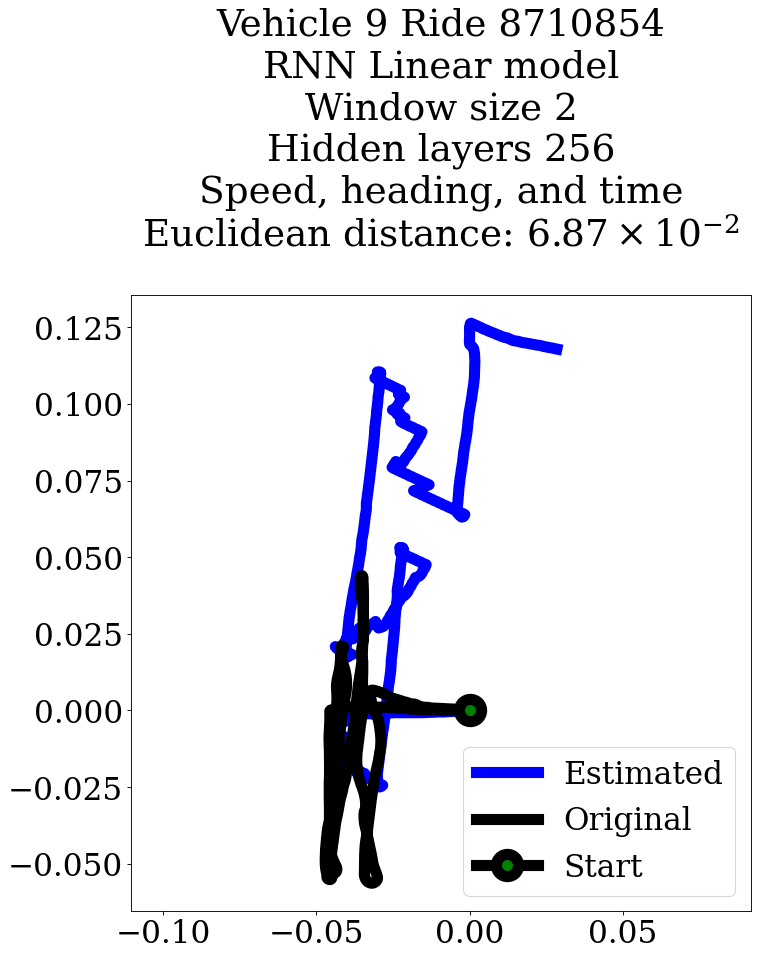 Vehicle 9 Ride 8710854
RNN Linear model
Window size 2
Hidden layers 256
Speed, heading, and time
Euclidean distance: 6.87 × 10⁻²
0.125
0.100
0.075
0.050
0.025
0.000
−0.025
−0.050
Estimated
Original
Start
−0.10
−0.05
0.00
0.05